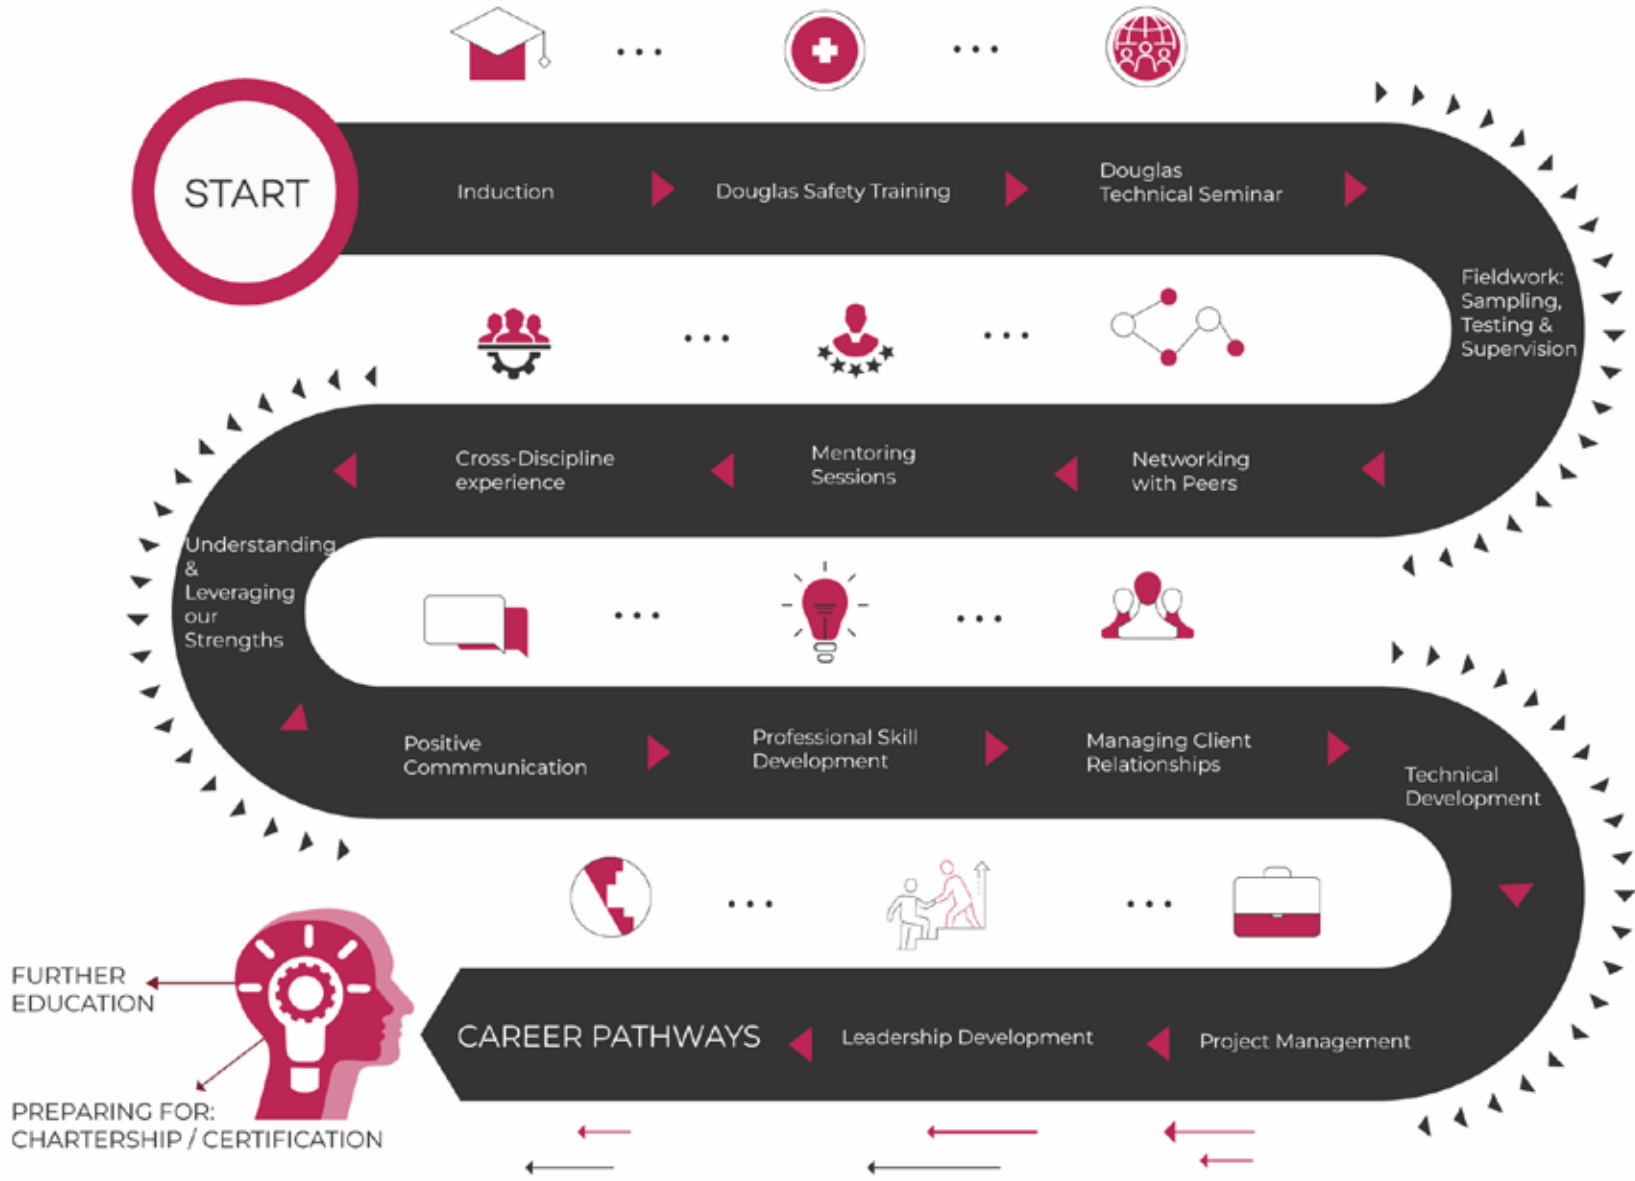 START
Induction
Douglas Safety Training
Douglas
Technical Seminar
Fieldwork:
Sampling,
Testing &
Supervision
Networking
with Peers
Mentoring
Sessions
Cross-Discipline
experience
Understanding
&
Leveraging
our
Strengths
Positive
Commmunication
Professional Skill
Development
Managing Client
Relationships
Technical
Development
Project Management
Leadership Development
CAREER PATHWAYS
FURTHER
EDUCATION
PREPARING FOR:
CHARTERSHIP / CERTIFICATION